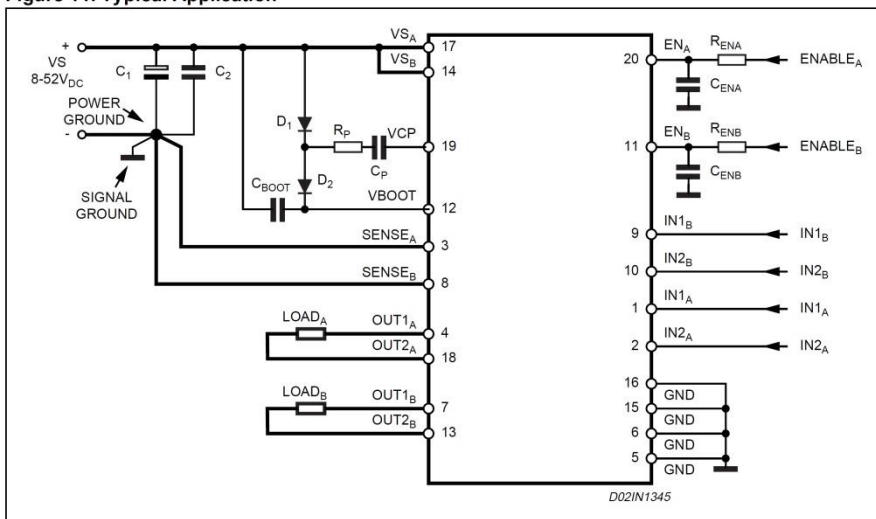 Figure 14. Typical Application
+
VS
8-52VDC
-
POWER
GROUND
SIGNAL
GROUND
C1
C2
D1
RP
CP
VCP
D2
CBOOT
VBOOT
VSA
17
VSB
14
19
12
SENSEA
3
SENSEB
8
LOADA
OUT1A
4
OUT2A
18
LOADB
OUT1B
7
OUT2B
13
20
ENA
RENA
ENABLEA
CENA
11
ENB
RENB
ENABLEB
CENB
9
IN1B
IN1B
10
IN2B
IN2B
1
IN1A
IN1A
2
IN2A
IN2A
16
GND
15
GND
6
GND
5
GND
D02IN1345